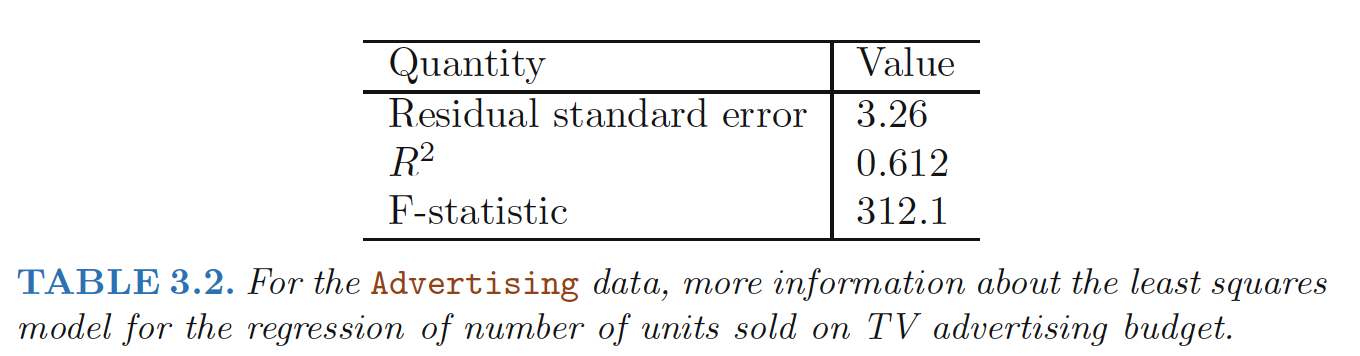 Quantity Value
Residual standard error 3.26
R² 0.612
F-statistic 312.1
TABLE 3.2. For the Advertising data, more information about the least squares
model for the regression of number of units sold on TV advertising budget.